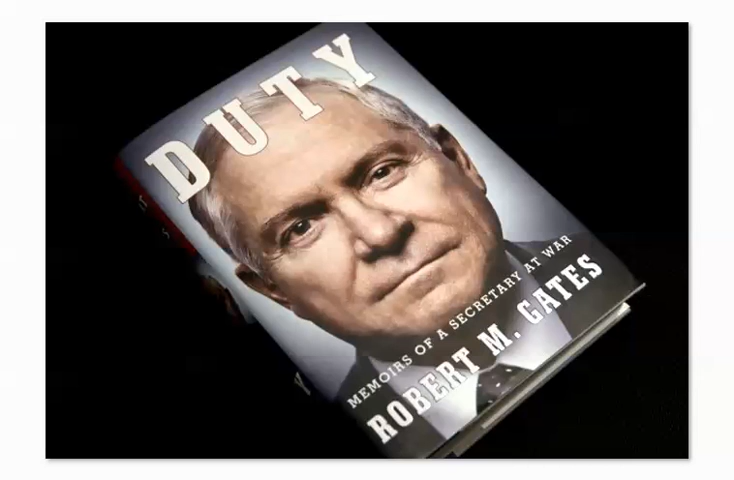 DUTY
MEMOIRS OF A SECRETARY AT WAR
ROBERT M. GATES